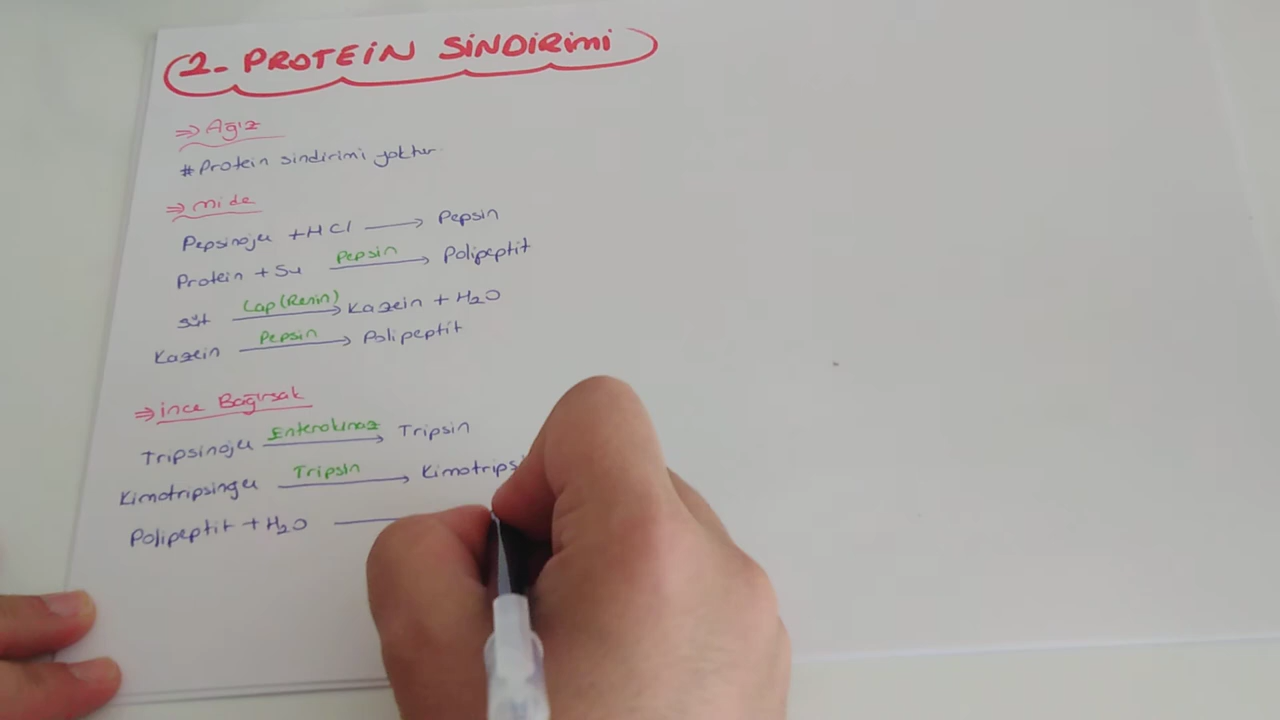 2- PROTEİN SİNDİRİMİ
⇒ Ağız
# Protein sindirimi yoktur.
⇒ Mide
Pepsinojen + HCl → Pepsin
Protein + Su Pepsin → Polipeptit
Süt Lap (Renin) → Kazein + H₂O
Kazein Pepsin → Polipeptit
⇒ İnce Bağırsak
Tripsinojen Enterokinaz → Tripsin
Kimotripsinojen Tripsin → Kimotripsi
Polipeptit + H₂O